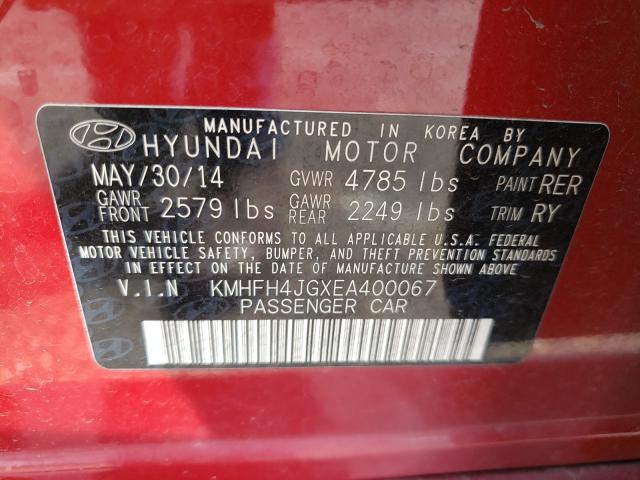 MANUFACTURED IN KOREA BY
HYUNDAI MOTOR COMPANY
MAY/30/14 GVWR 4785 lbs PAINT RER
GAWR FRONT 2579 lbs GAWR REAR 2249 lbs TRIM RY
THIS VEHICLE CONFORMS TO ALL APPLICABLE U.S.A. FEDERAL
MOTOR VEHICLE SAFETY, BUMPER, AND THEFT PREVENTION STANDARDS
IN EFFECT ON THE DATE OF MANUFACTURE SHOWN ABOVE
V.I.N KMHFH4JGXEA400067
PASSENGER CAR